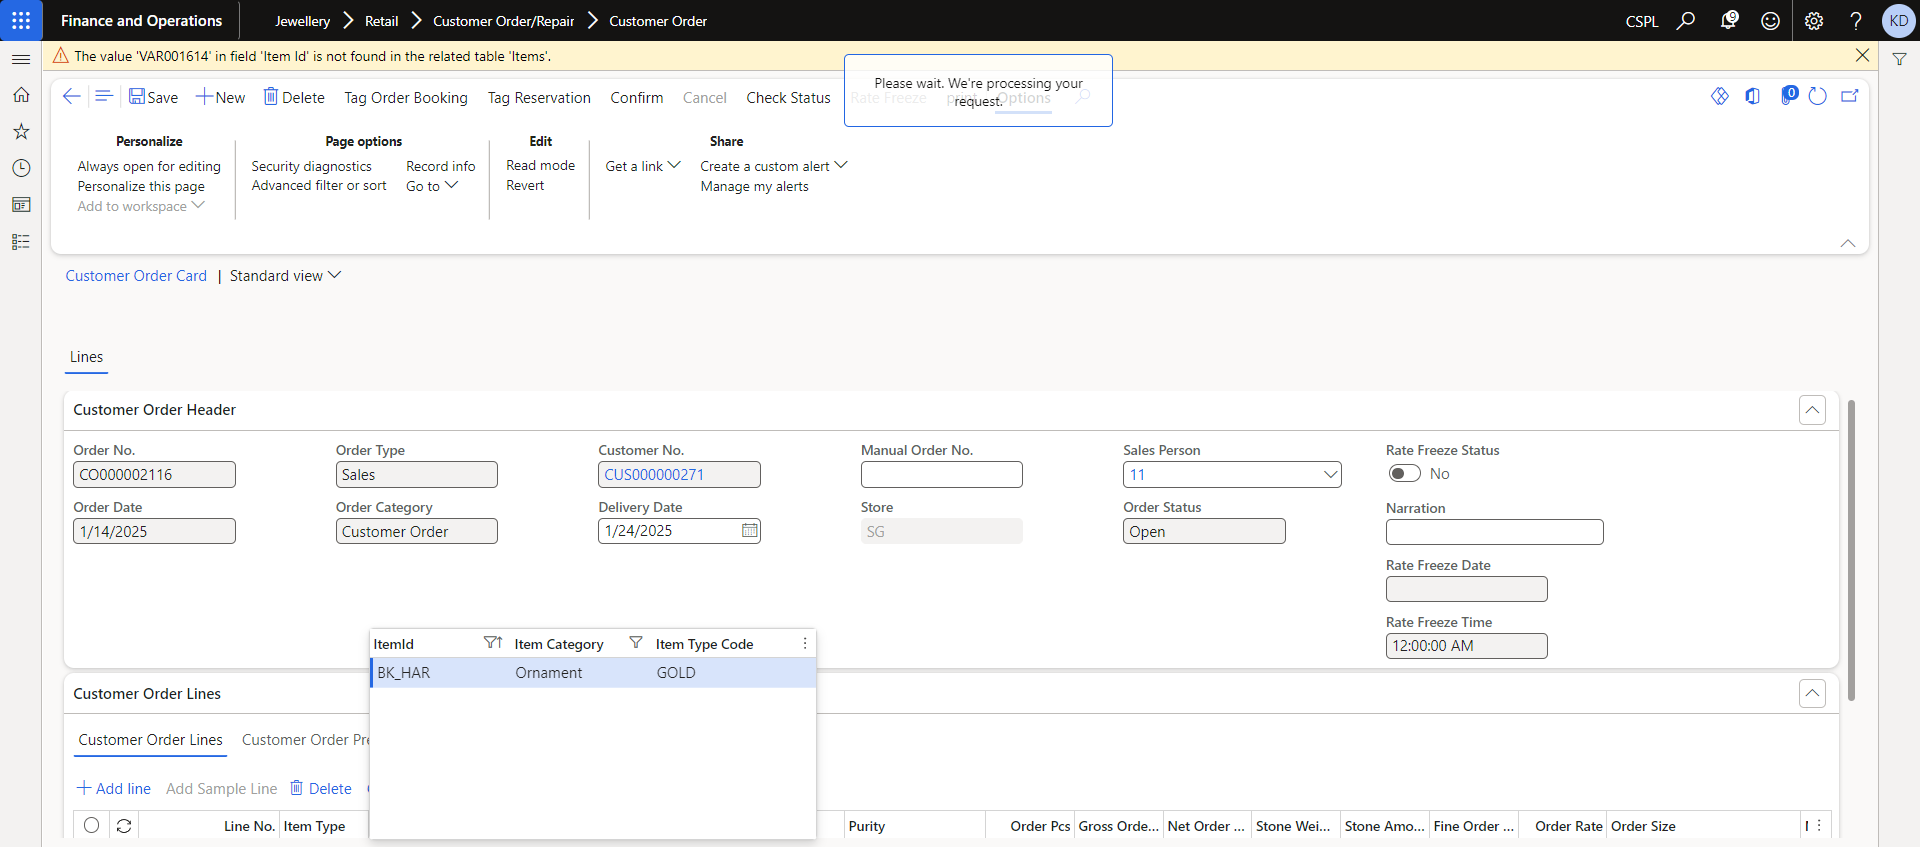 Finance and Operations
Jewellery > Retail > Customer Order/Repair > Customer Order
CSPL
9
KD
The value 'VAR001614' in field 'Item Id' is not found in the related table 'Items'.
Please wait. We're processing your request.
Save
New
Delete
Tag Order Booking
Tag Reservation
Confirm
Cancel
Check Status
Rate Freeze
print
Options
0
Personalize
Always open for editing
Personalize this page
Add to workspace
Page options
Security diagnostics
Advanced filter or sort
Record info
Go to
Edit
Read mode
Revert
Share
Get a link
Create a custom alert
Manage my alerts
Customer Order Card | Standard view
Lines
Customer Order Header
Order No.
CO000002116
Order Type
Sales
Customer No.
CUS000000271
Manual Order No.
Sales Person
11
Rate Freeze Status
No
Order Date
1/14/2025
Order Category
Customer Order
Delivery Date
1/24/2025
Store
SG
Order Status
Open
Narration
Rate Freeze Date
Rate Freeze Time
12:00:00 AM
ItemId
Item Category
Item Type Code
BK_HAR
Ornament
GOLD
Customer Order Lines
Customer Order Lines
Customer Order Pre
Add line
Add Sample Line
Delete
Line No.
Item Type
Purity
Order Pcs
Gross Orde...
Net Order ...
Stone Wei...
Stone Amo...
Fine Order ...
Order Rate
Order Size